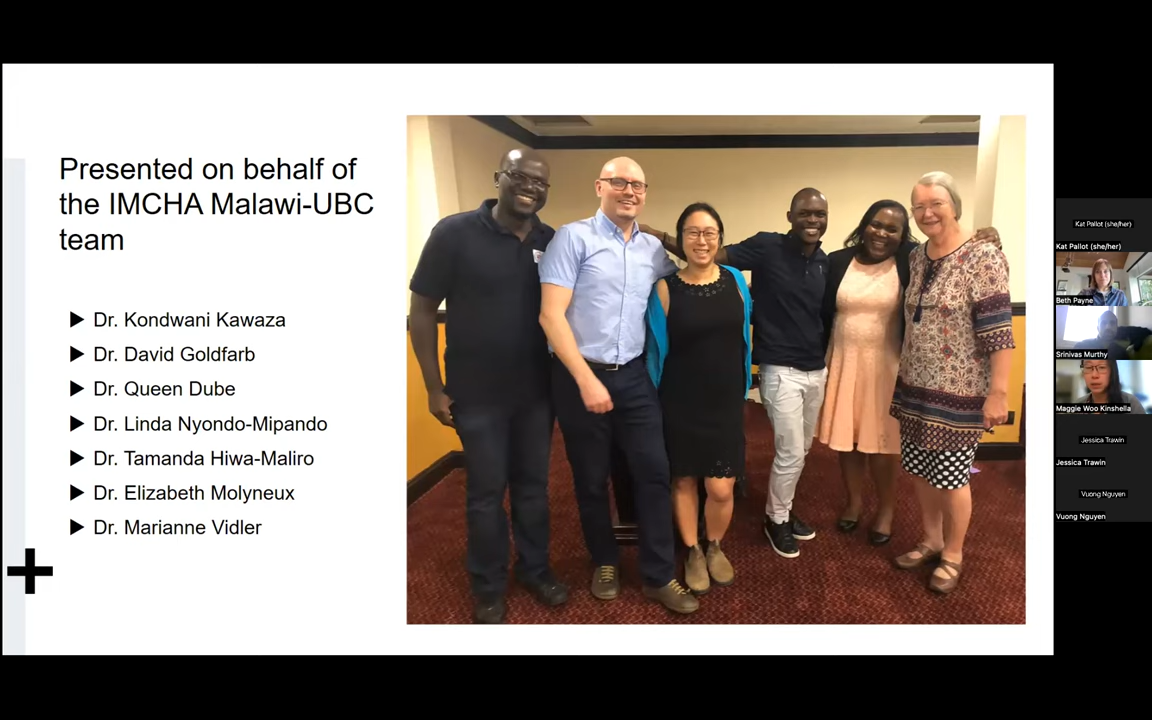 Presented on behalf of
the IMCHA Malawi-UBC
team
Dr. Kondwani Kawaza
Dr. David Goldfarb
Dr. Queen Dube
Dr. Linda Nyondo-Mipando
Dr. Tamanda Hiwa-Maliro
Dr. Elizabeth Molyneux
Dr. Marianne Vidler
Kat Pallot (she/her)
Kat Pallot (she/her)
Beth Payne
Srinivas Murthy
Maggie Woo Kinshella
Jessica Trawin
Jessica Trawin
Vuong Nguyen
Vuong Nguyen